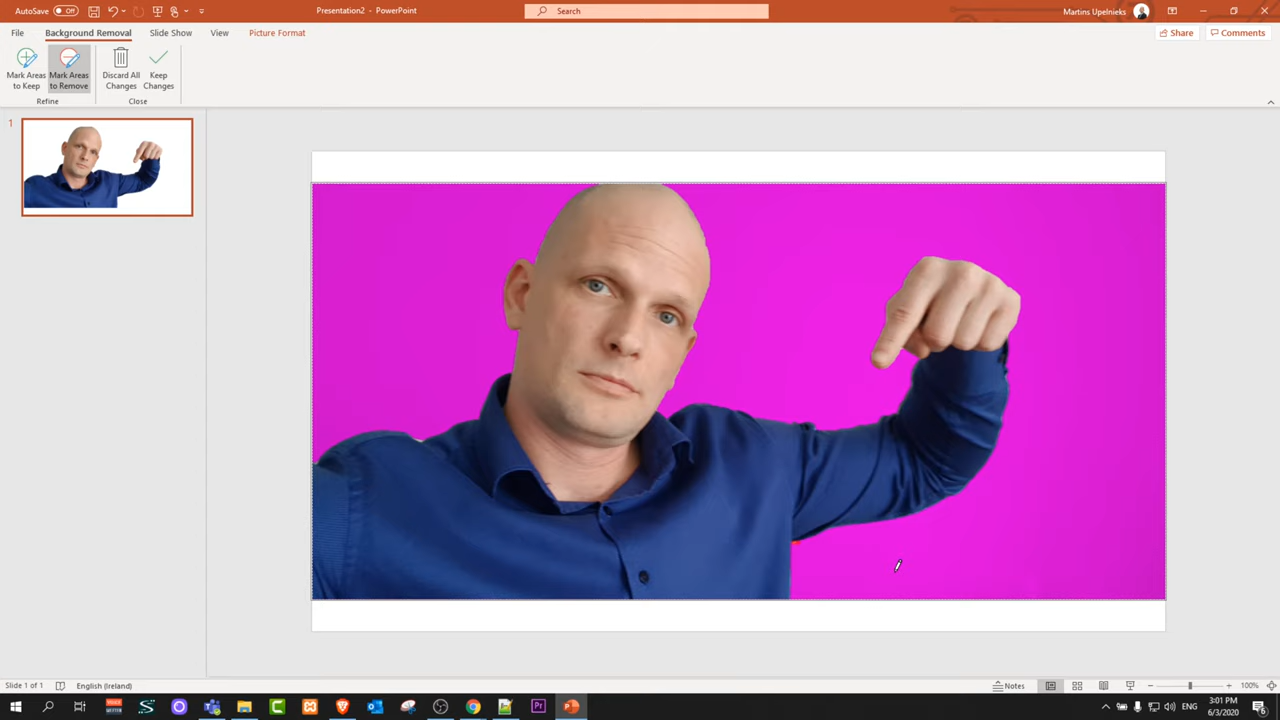 AutoSave Off
Presentation2 - PowerPoint
Search
Martins Upelnieks
File Background Removal Slide Show View Picture Format
Share Comments
Mark Areas to Keep
Mark Areas to Remove
Discard All Changes
Keep Changes
Refine
Close
1
Slide 1 of 1
English (Ireland)
Notes
100%
Pr
ENG
3:01 PM
6/3/2020